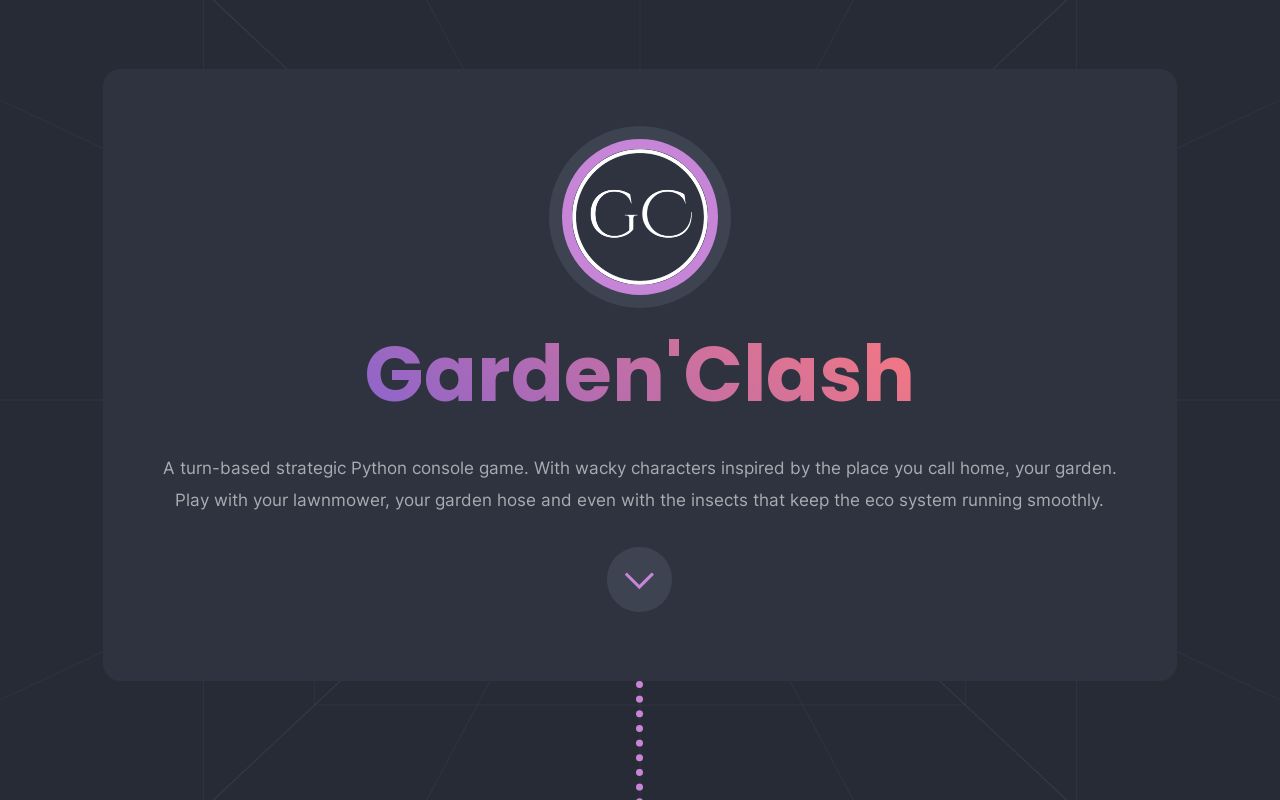 GC
Garden'Clash
A turn-based strategic Python console game. With wacky characters inspired by the place you call home, your garden.
Play with your lawnmower, your garden hose and even with the insects that keep the eco system running smoothly.